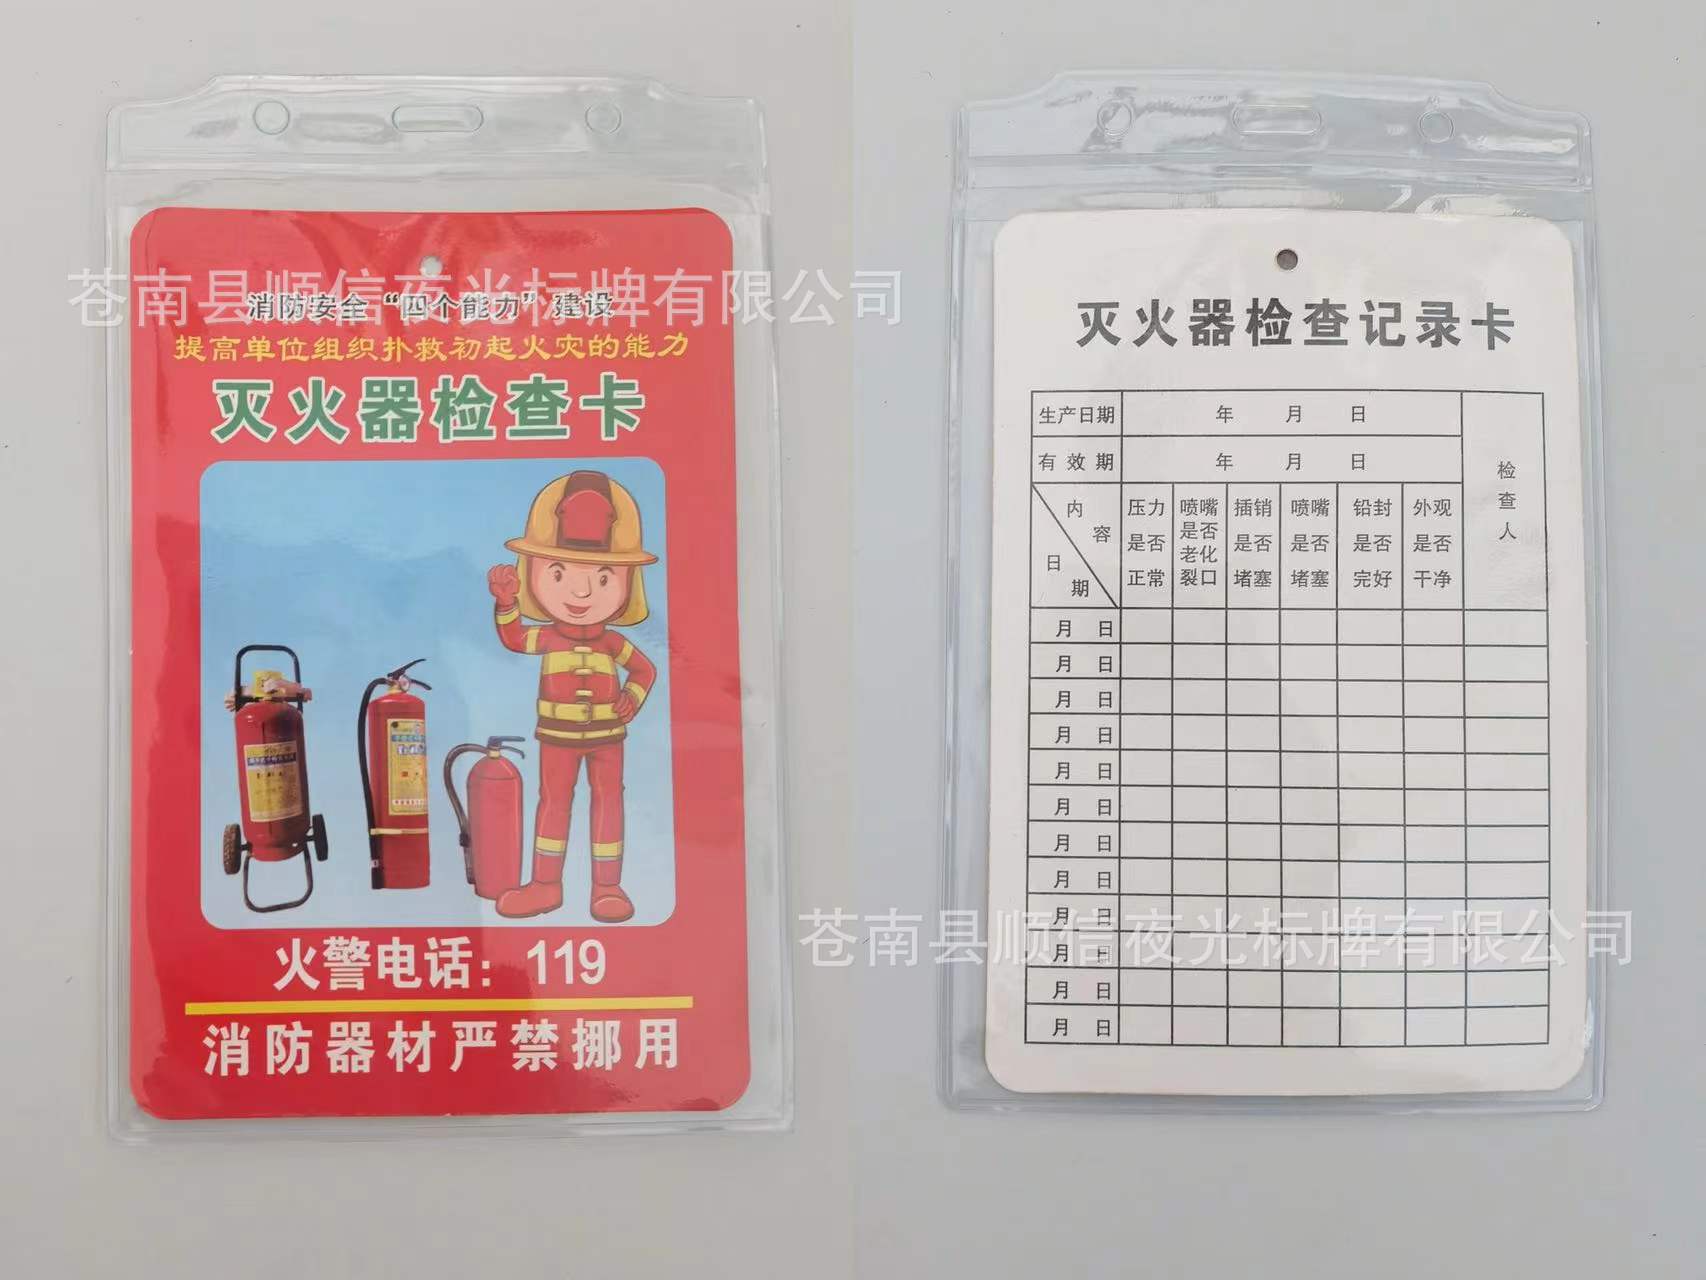 消防安全“四个能力”建设
提高单位组织扑救初起火灾的能力
灭火器检查卡
火警电话：119
消防器材严禁挪用
苍南县顺信夜光标牌有限公司
灭火器检查记录卡
生产日期 年 月 日
有效期 年 月 日
检查人
内容
日期
压力是否正常
喷嘴是否老化裂口
插销是否堵塞
喷嘴是否堵塞
铅封是否完好
外观是否干净
月 日
月 日
月 日
月 日
月 日
月 日
月 日
月 日
月 日
月 日
月 日
月 日
苍南县顺信夜光标牌有限公司